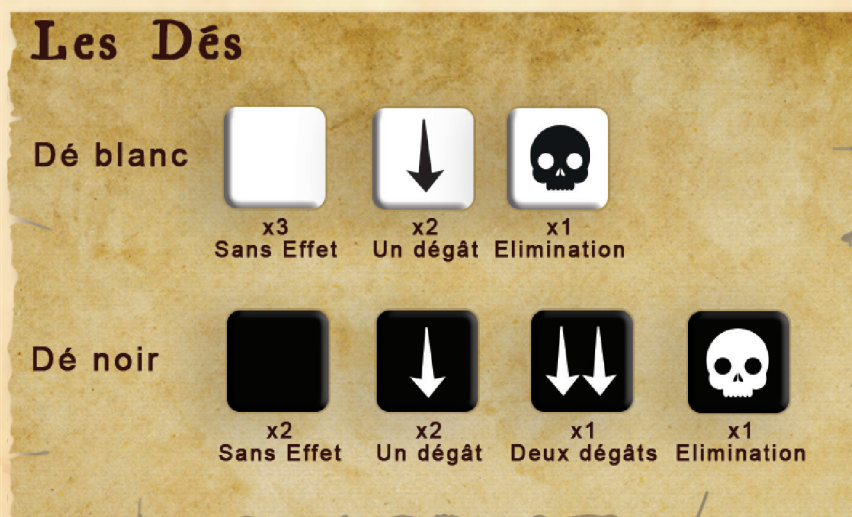 Les Dés
Dé blanc
x3
Sans Effet
x2
Un dégât
x1
Elimination
Dé noir
x2
Sans Effet
x2
Un dégât
x1
Deux dégâts
x1
Elimination